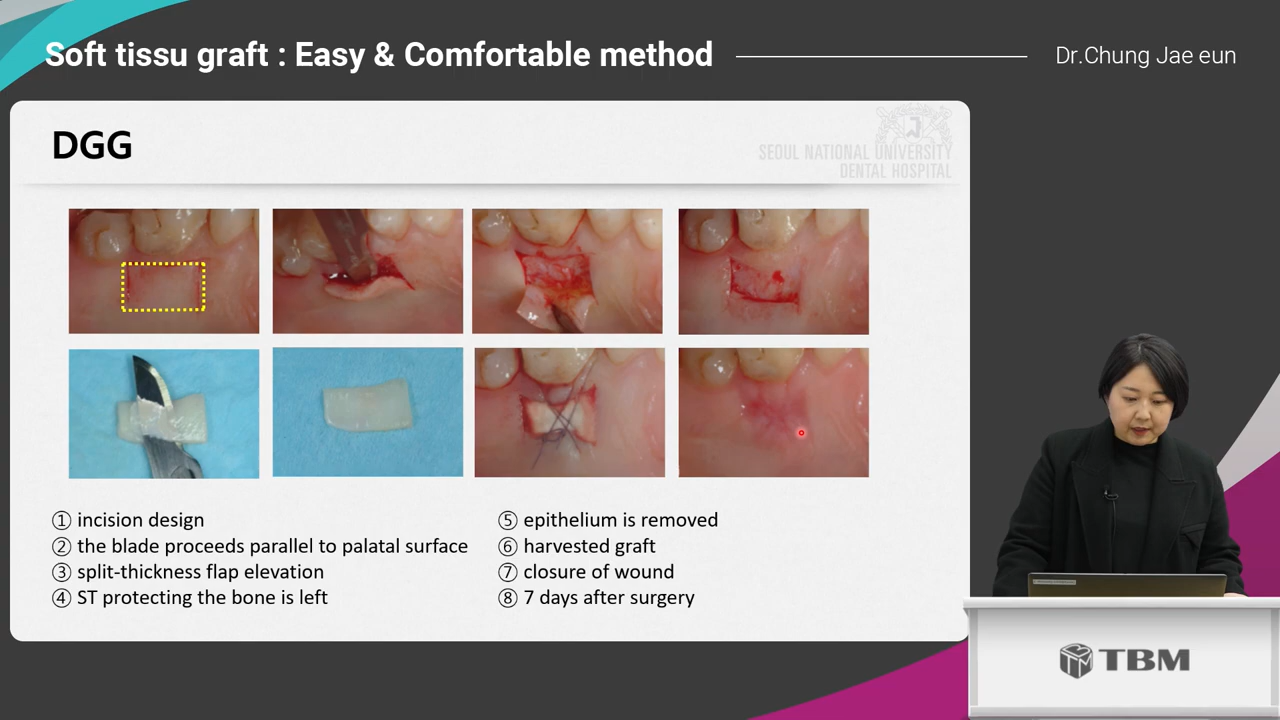 Soft tissu graft : Easy & Comfortable method
Dr.Chung Jae eun
DGG
SEOUL NATIONAL UNIVERSITY
DENTAL HOSPITAL
① incision design
② the blade proceeds parallel to palatal surface
③ split-thickness flap elevation
④ ST protecting the bone is left
⑤ epithelium is removed
⑥ harvested graft
⑦ closure of wound
⑧ 7 days after surgery
TBM